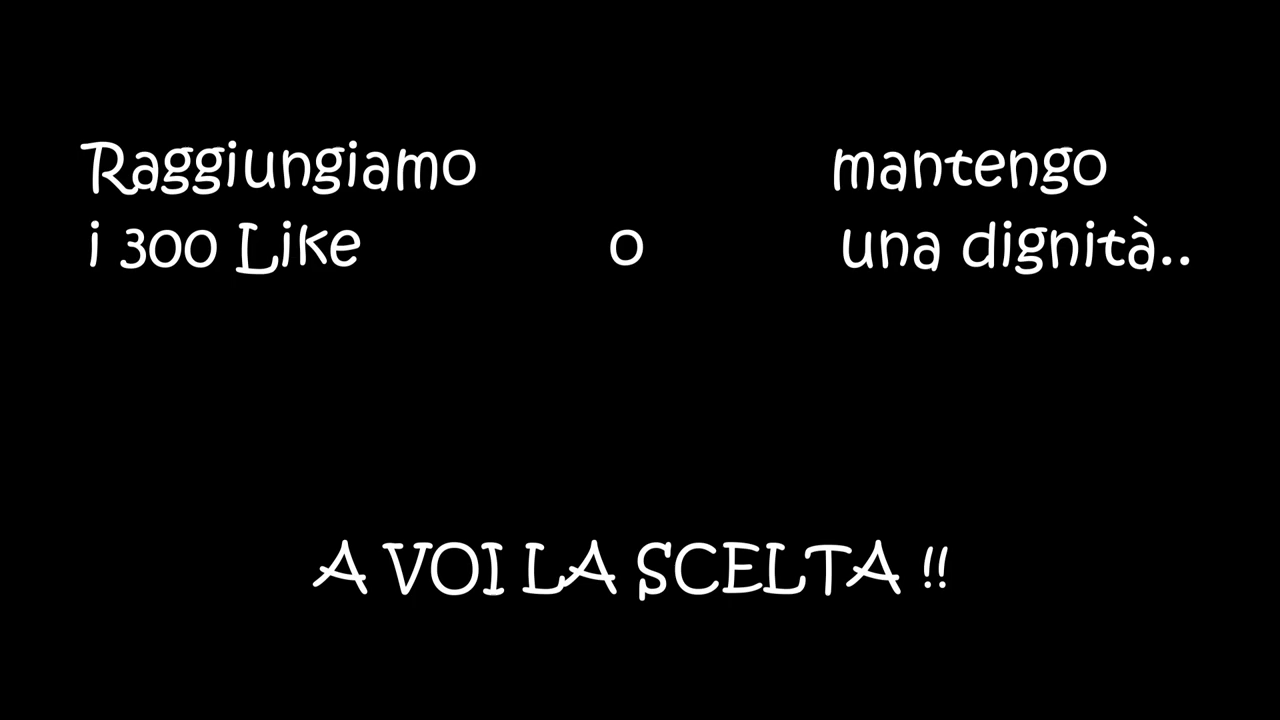 Raggiungiamo
i 300 Like
o
mantengo
una dignità..
A VOI LA SCELTA !!